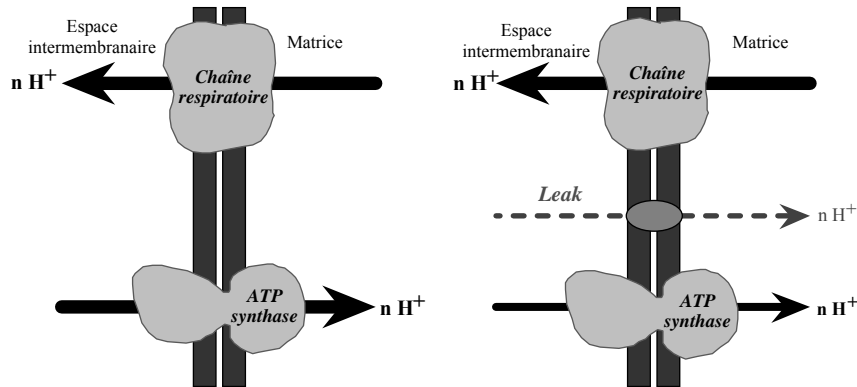 Espace
intermembranaire
Matrice
Chaîne
respiratoire
n H+
ATP
synthase
n H+
Espace
intermembranaire
Matrice
Chaîne
respiratoire
n H+
Leak
n H+
ATP
synthase
n H+